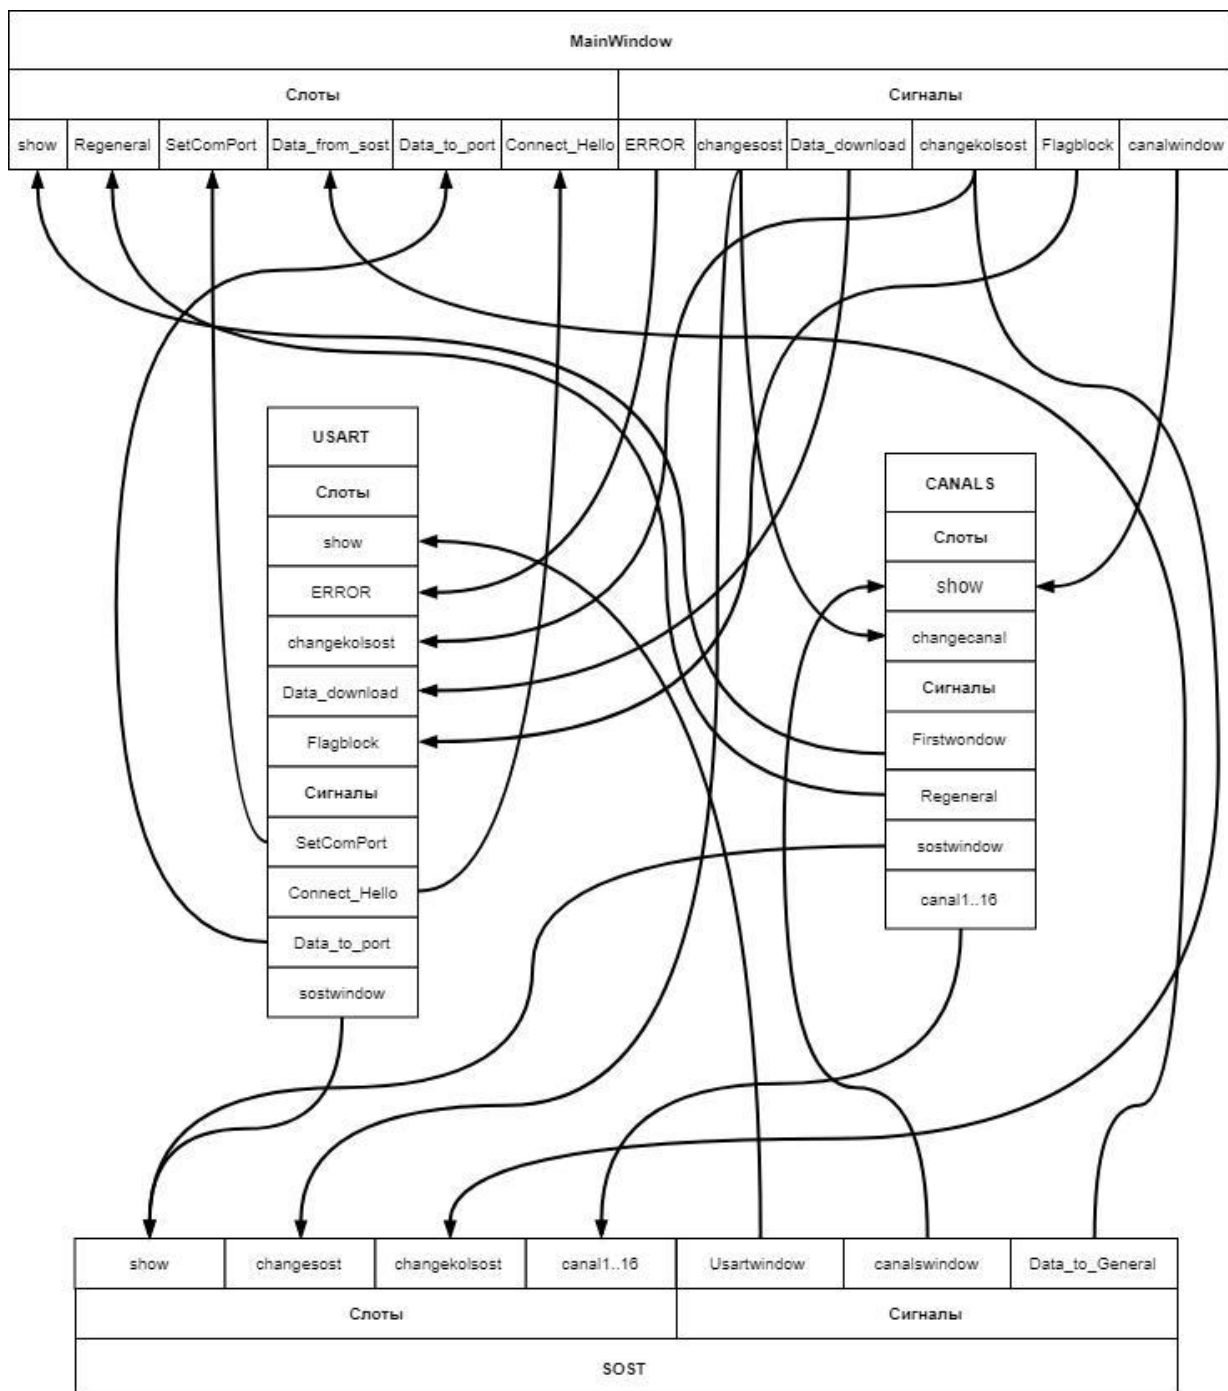 MainWindow
Слоты Сигналы
show Regeneral SetComPort Data_from_sost Data_to_port Connect_Hello ERROR changesost Data_download changekolsost Flagblock canalwindow
USART
Слоты
show
ERROR
changekolsost
Data_download
Flagblock
Сигналы
SetComPort
Connect_Hello
Data_to_port
sostwindow
CANALS
Слоты
show
changecanal
Сигналы
Firstwondow
Regeneral
sostwindow
canal1..16
show changesost changekolsost canal1..16 Usartwindow canalswindow Data_to_General
Слоты Сигналы
SOST